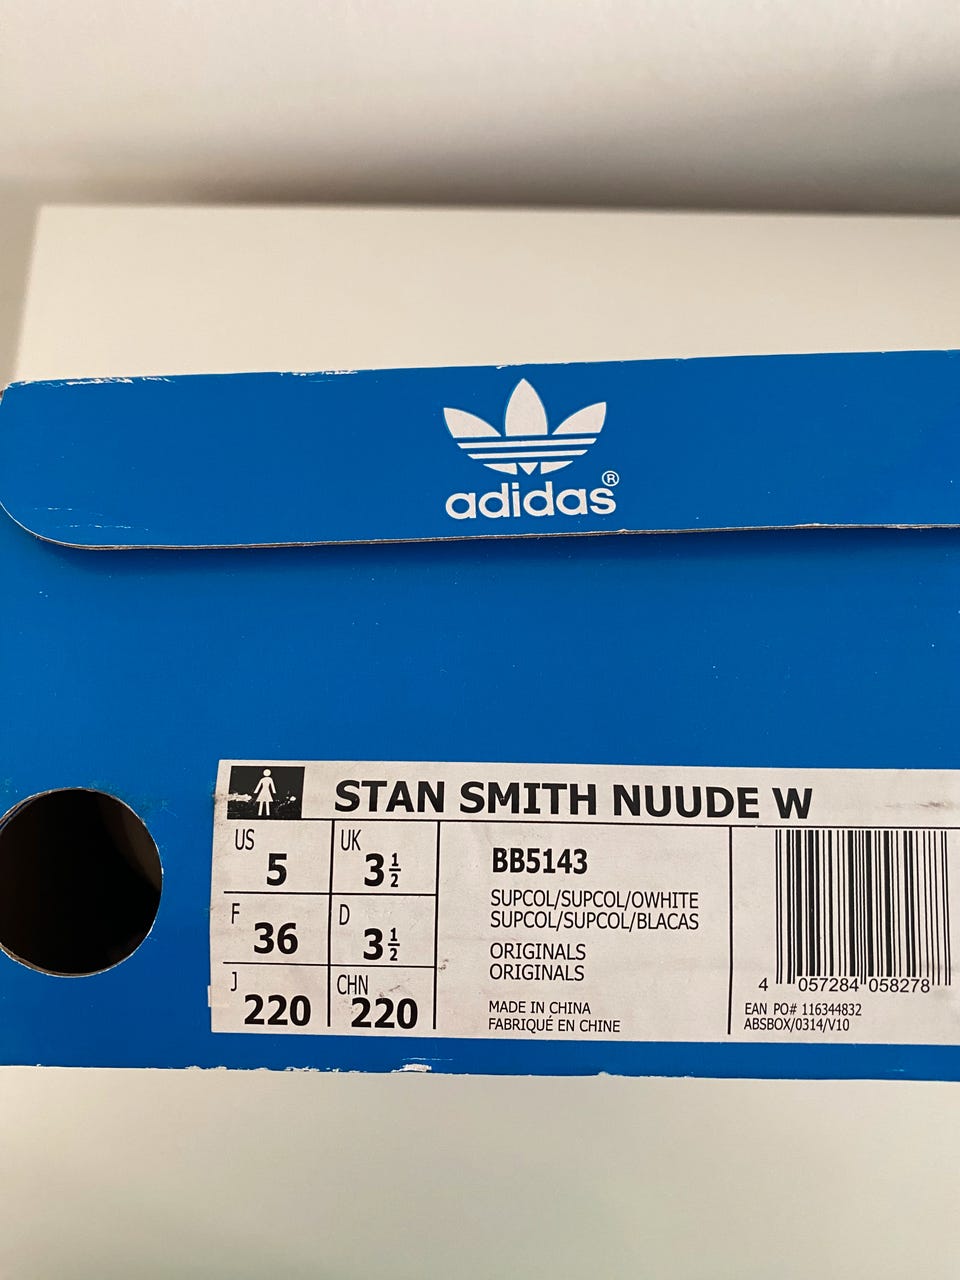 adidas®
STAN SMITH NUUDE W
US 5
UK 3½
F 36
D 3½
J 220
CHN 220
BB5143
SUPCOL/SUPCOL/OWHITE
SUPCOL/SUPCOL/BLACAS
ORIGINALS
ORIGINALS
MADE IN CHINA
FABRIQUÉ EN CHINE
4 057284 058278
EAN PO# 116344832
ABSBOX/0314/V10